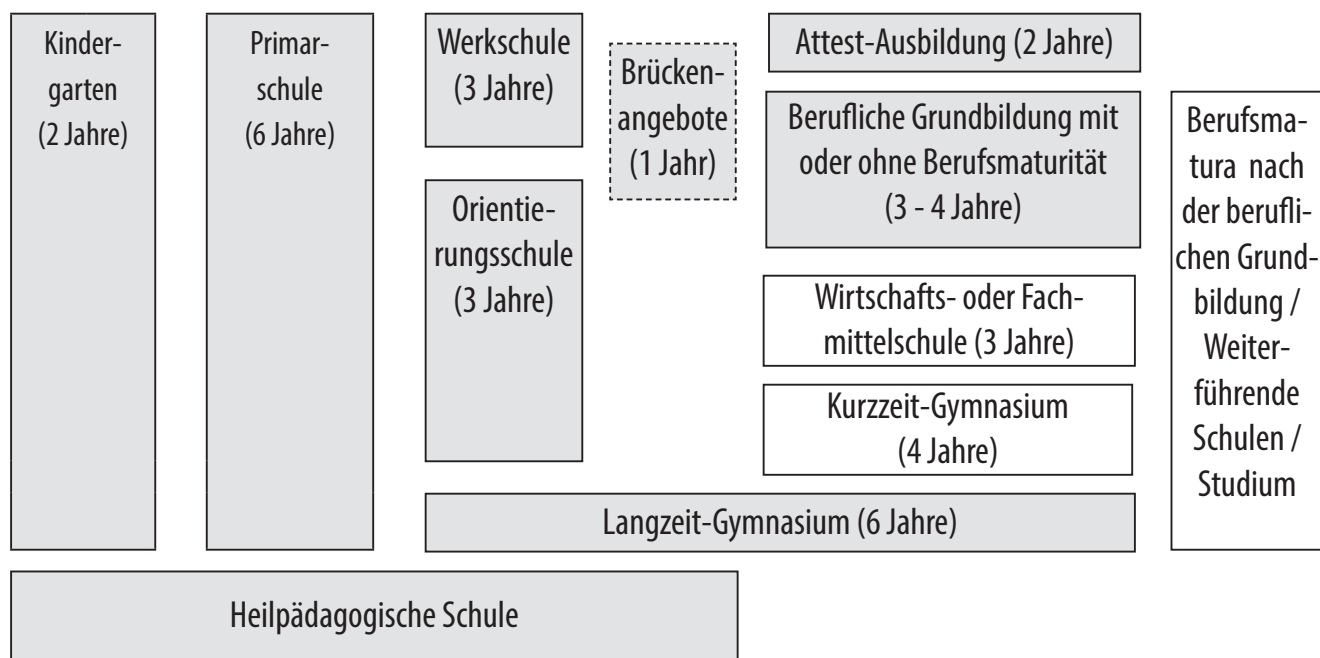 Kinder-
garten
(2 Jahre)
Primar-
schule
(6 Jahre)
Werkschule
(3 Jahre)
Orientie-
rungsschule
(3 Jahre)
Brücken-
angebote
(1 Jahr)
Attest-Ausbildung (2 Jahre)
Berufliche Grundbildung mit
oder ohne Berufsmaturität
(3 - 4 Jahre)
Wirtschafts- oder Fach-
mittelschule (3 Jahre)
Kurzzeit-Gymnasium
(4 Jahre)
Langzeit-Gymnasium (6 Jahre)
Berufsma-
tura nach
der berufli-
chen Grund-
bildung /
Weiter-
führende
Schulen /
Studium
Heilpädagogische Schule